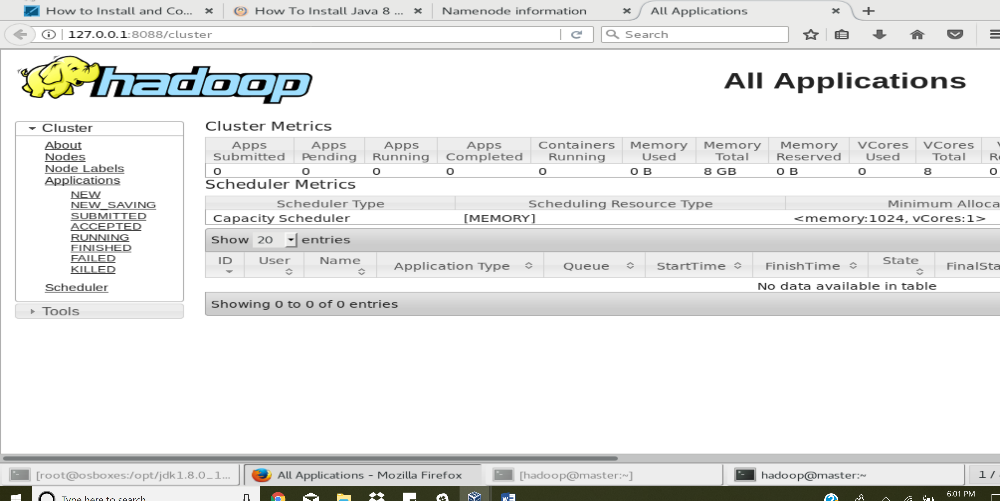 How to Install and Co...
How To Install Java 8 ...
Namenode information
All Applications
127.0.0.1:8088/cluster
Search
hadoop
All Applications
Cluster
About
Nodes
Node Labels
Applications
NEW
NEW_SAVING
SUBMITTED
ACCEPTED
RUNNING
FINISHED
FAILED
KILLED
Scheduler
Tools
Cluster Metrics
Apps Submitted Apps Pending Apps Running Apps Completed Containers Running Memory Used Memory Total Memory Reserved VCores Used VCores Total
0 0 0 0 0 0 B 8 GB 0 B 0 8 0
Scheduler Metrics
Scheduler Type Scheduling Resource Type Minimum Alloca
Capacity Scheduler [MEMORY] <memory:1024, vCores:1>
Show 20 entries
ID User Name Application Type Queue StartTime FinishTime State FinalSta
No data available in table
Showing 0 to 0 of 0 entries
[root@osboxes:/opt/jdk1.8.0_1...
All Applications - Mozilla Firefox
[hadoop@master:~]
hadoop@master:~
1 /
Type here to search
6:01 PM